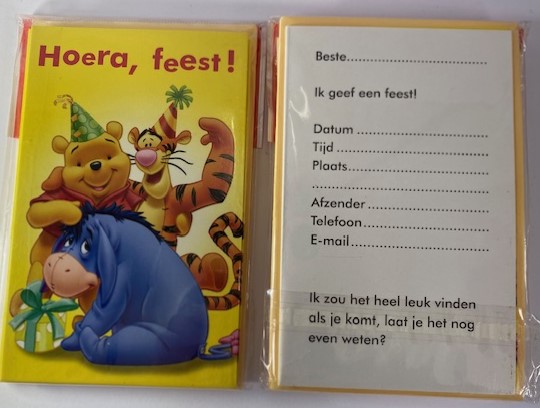 Hoera, feest!
Beste..................................
Ik geef een feest!
Datum................................
Tijd.....................................
Plaats..................................
............................................
Afzender.............................
Telefoon..............................
E-mail.................................
Ik zou het heel leuk vinden
als je komt, laat je het nog
even weten?